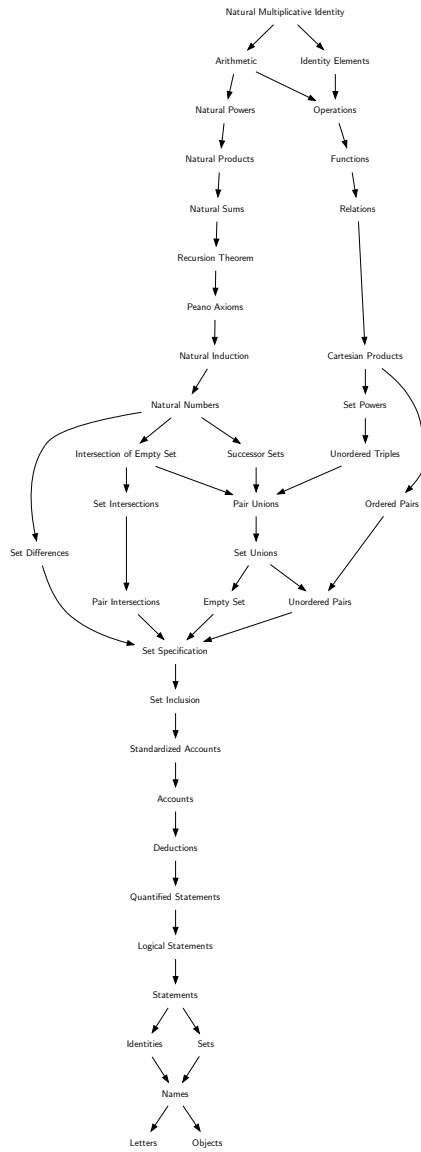 Natural Multiplicative Identity
Arithmetic
Identity Elements
Natural Powers
Operations
Natural Products
Functions
Natural Sums
Relations
Recursion Theorem
Peano Axioms
Natural Induction
Cartesian Products
Natural Numbers
Set Powers
Intersection of Empty Set
Successor Sets
Unordered Triples
Set Intersections
Pair Unions
Ordered Pairs
Set Differences
Set Unions
Pair Intersections
Empty Set
Unordered Pairs
Set Specification
Set Inclusion
Standardized Accounts
Accounts
Deductions
Quantified Statements
Logical Statements
Statements
Identities
Sets
Names
Letters
Objects